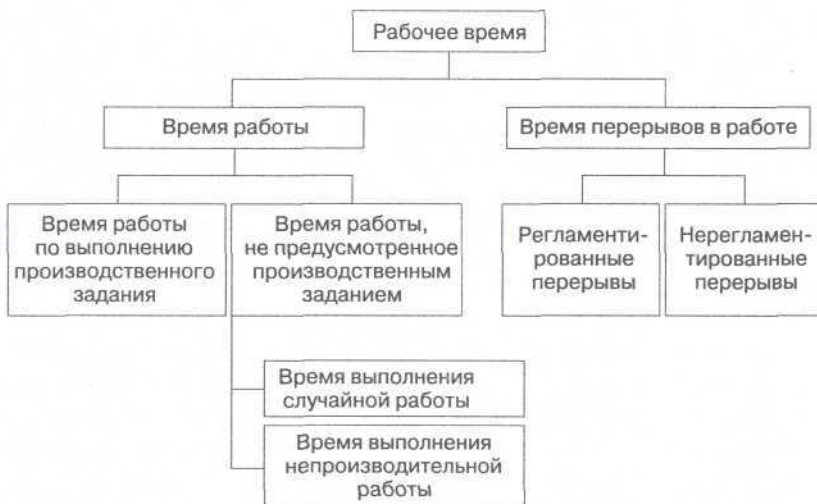 Рабочее время
Время работы
Время перерывов в работе
Время работы
по выполнению
производственного
задания
Время работы,
не предусмотренное
производственным
заданием
Регламенти-
рованные
перерывы
Нерегламен-
тированные
перерывы
Время выполнения
случайной работы
Время выполнения
непроизводительной
работы